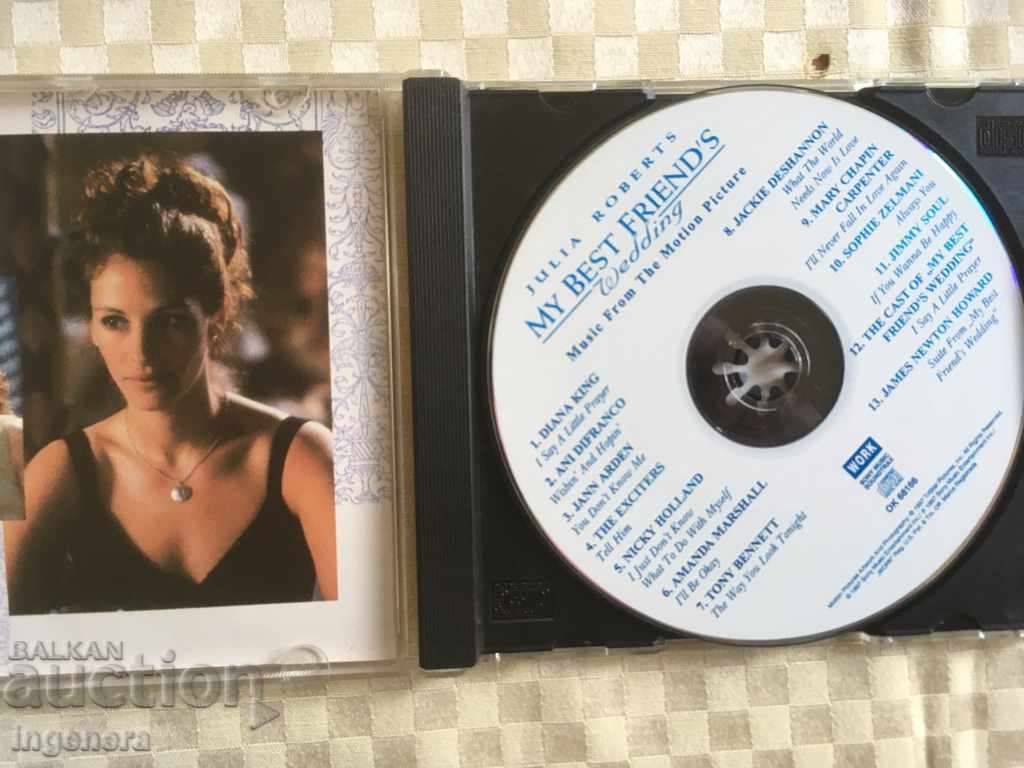 JULIA ROBERTS
MY BEST FRIEND'S
Wedding
Music From The Motion Picture
1. DIANA KING
I Say A Little Prayer
2. ANI DIFRANCO
Wishin' And Hopin'
3. JANN ARDEN
You Don't Know Me
4. THE EXCITERS
Tell Him
5. NICKY HOLLAND
I Just Don't Know
What To Do With Myself
6. AMANDA MARSHALL
I'll Be Okay
7. TONY BENNETT
The Way You Look Tonight
8. JACKIE DESHANNON
What The World
Needs Now Is Love
9. MARY CHAPIN
CARPENTER
I'll Never Fall In Love Again
10. SOPHIE ZELMANI
Always You
11. JIMMY SOUL
If You Wanna Be Happy
12. THE CAST OF „MY BEST
FRIEND'S WEDDING"
I Say A Little Prayer
13. JAMES NEWTON HOWARD
Suite From „My Best
Friend's Wedding"
WORK
SONY MUSIC
SOUNDTRAX
OK 68166
BALKAN
auction
ingenera